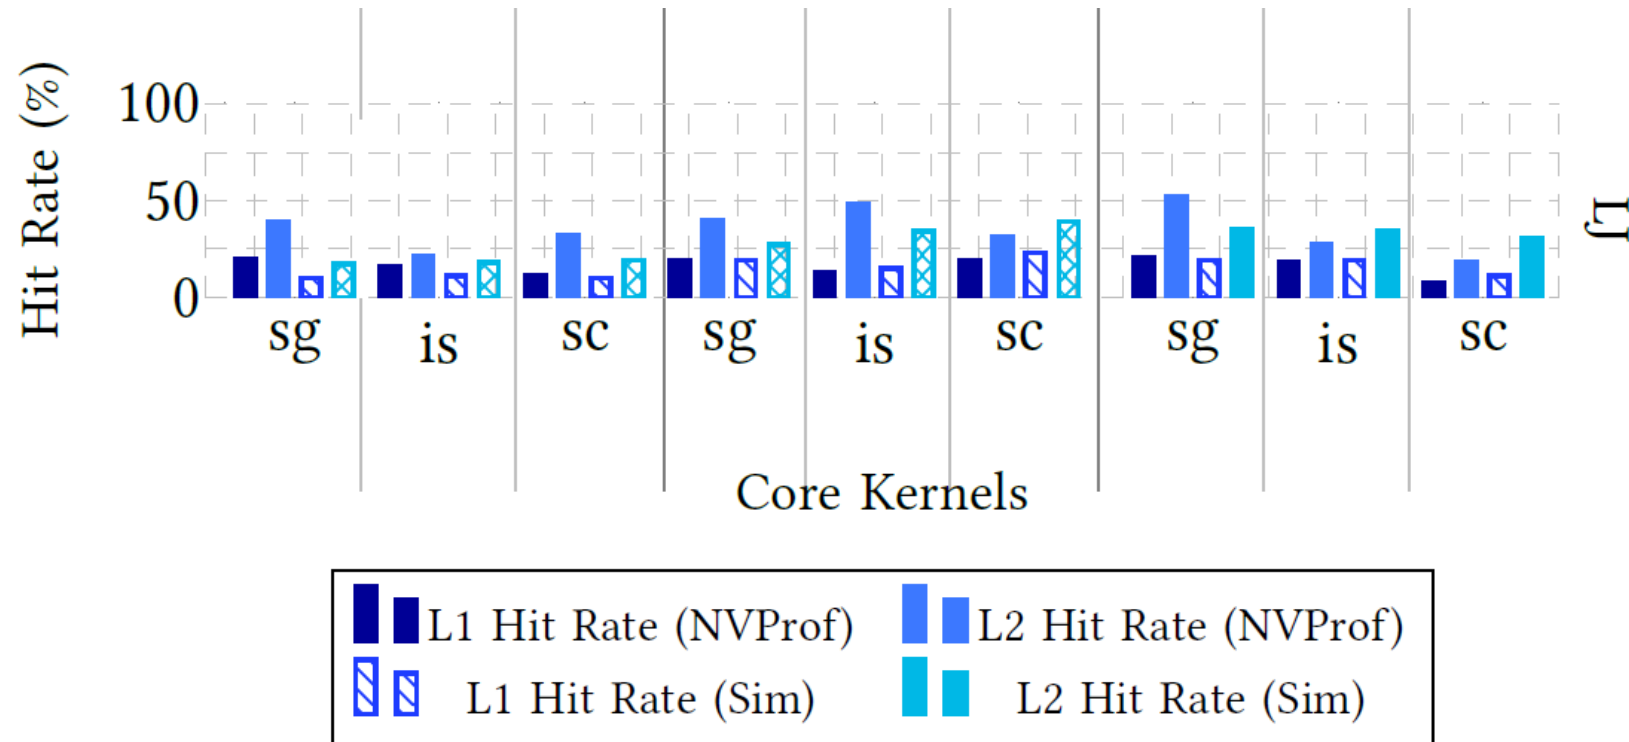 Hit Rate (%)
100
50
0
sg is sc sg is sc sg is sc
LJ
Core Kernels
L1 Hit Rate (NVProf) L2 Hit Rate (NVProf)
L1 Hit Rate (Sim) L2 Hit Rate (Sim)